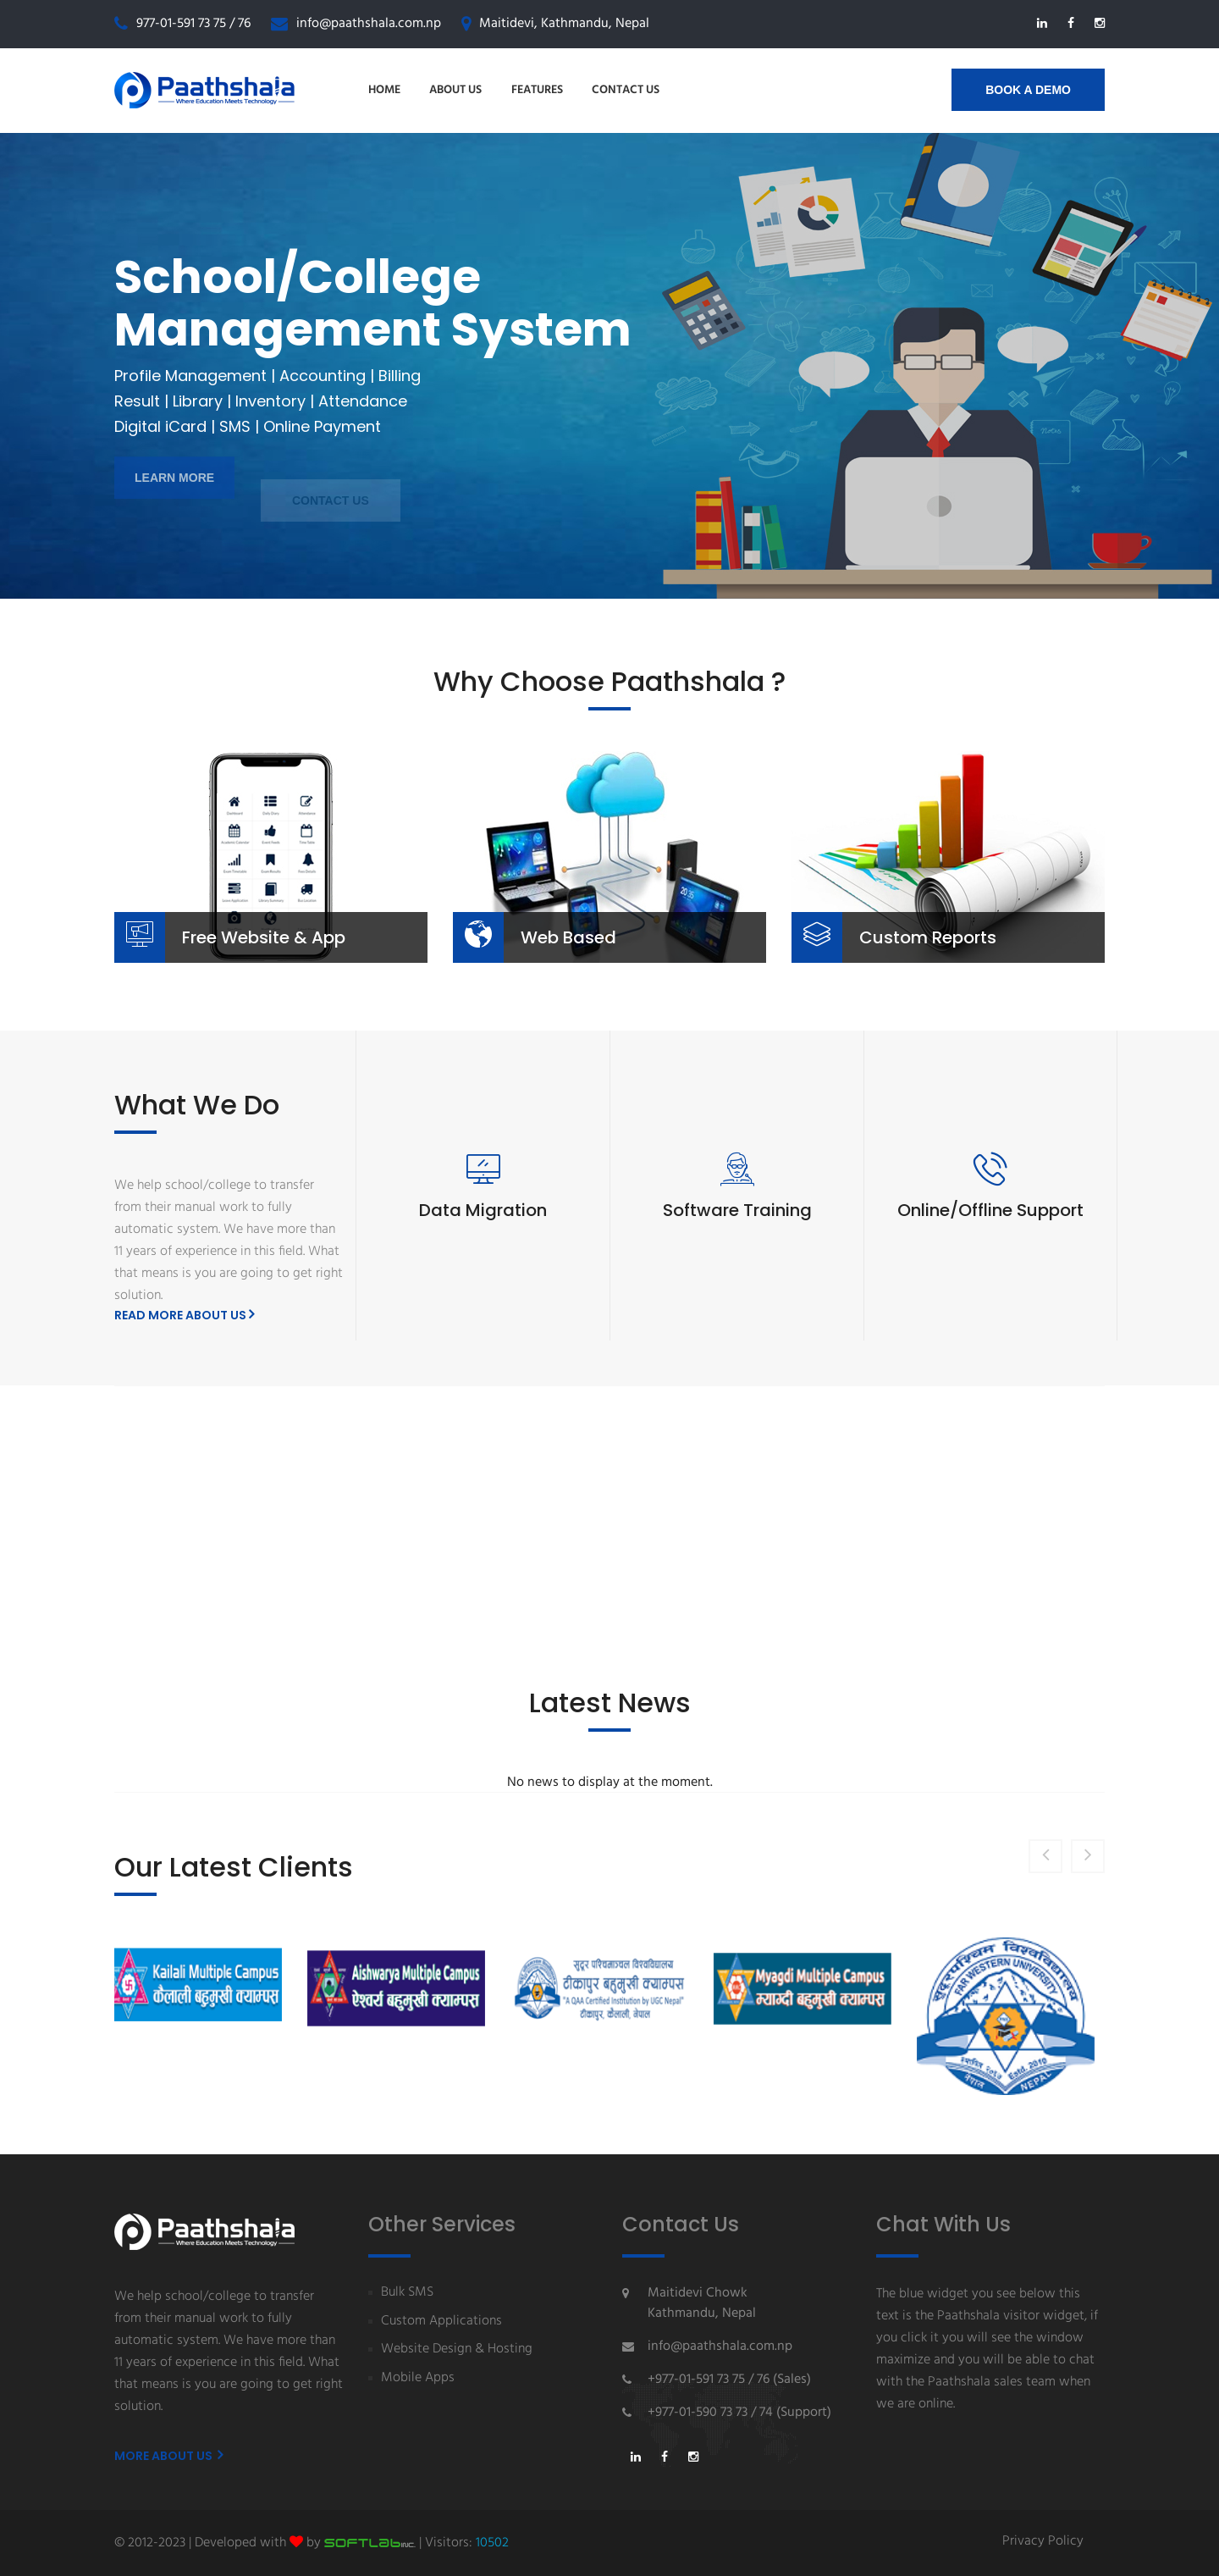 977-01-591 73 75 / 76 info@paathshala.com.np Maitidevi, Kathmandu, Nepal
Paathshala
Where Education Meets Technology
HOME ABOUT US FEATURES CONTACT US
BOOK A DEMO
School/College
Management System
Profile Management | Accounting | Billing
Result | Library | Inventory | Attendance
Digital iCard | SMS | Online Payment
LEARN MORE
CONTACT US
Why Choose Paathshala ?
Free Website & App
Web Based
Custom Reports
What We Do
We help school/college to transfer
from their manual work to fully
automatic system. We have more than
11 years of experience in this field. What
that means is you are going to get right
solution.
READ MORE ABOUT US
Data Migration
Software Training
Online/Offline Support
Latest News
No news to display at the moment.
Our Latest Clients
Kailali Multiple Campus
कैलाली बहुमुखी क्याम्पस
Aishwarya Multiple Campus
ऐश्वर्य बहुमुखी क्याम्पस
सुदूर पश्चिमाञ्चल विश्वविद्यालय
टीकापुर बहुमुखी क्याम्पस
"A QAA Certified Institution by UGC Nepal"
टीकापुर, कैलाली, नेपाल
Myagdi Multiple Campus
म्याग्दी बहुमुखी क्याम्पस
सुदूरपश्चिम विश्वविद्यालय
FAR WESTERN UNIVERSITY
Estd. 2010
नेपाल NEPAL
Paathshala
Where Education Meets Technology
We help school/college to transfer
from their manual work to fully
automatic system. We have more than
11 years of experience in this field. What
that means is you are going to get right
solution.
MORE ABOUT US
Other Services
Bulk SMS
Custom Applications
Website Design & Hosting
Mobile Apps
Contact Us
Maitidevi Chowk
Kathmandu, Nepal
info@paathshala.com.np
+977-01-591 73 75 / 76 (Sales)
+977-01-590 73 73 / 74 (Support)
Chat With Us
The blue widget you see below this
text is the Paathshala visitor widget, if
you click it you will see the window
maximize and you will be able to chat
with the Paathshala sales team when
we are online.
© 2012-2023 | Developed with by SOFTLab INC. | Visitors: 10502
Privacy Policy